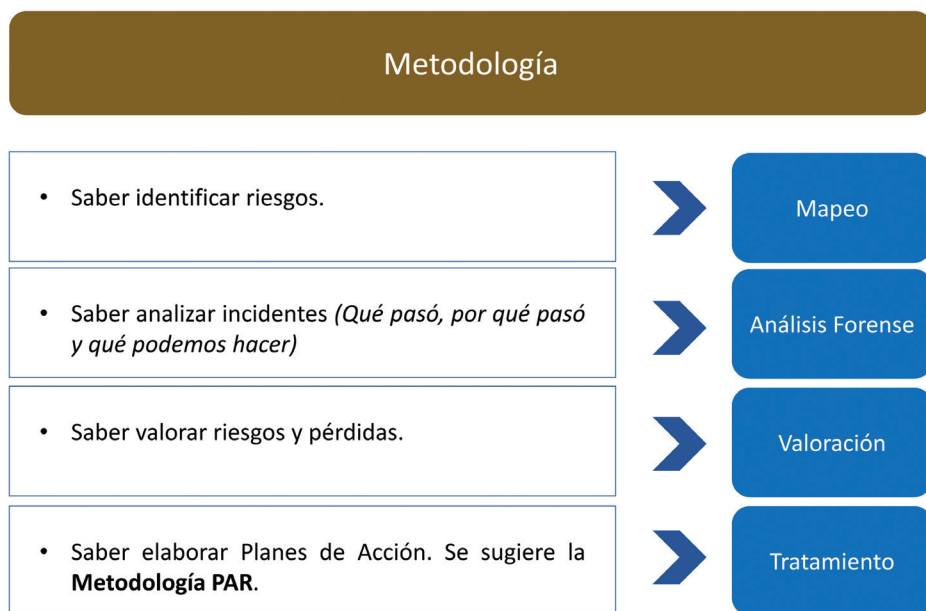 Metodología
• Saber identificar riesgos.
Mapeo
• Saber analizar incidentes (Qué pasó, por qué pasó
y qué podemos hacer)
Análisis Forense
• Saber valorar riesgos y pérdidas.
Valoración
• Saber elaborar Planes de Acción. Se sugiere la
Metodología PAR.
Tratamiento